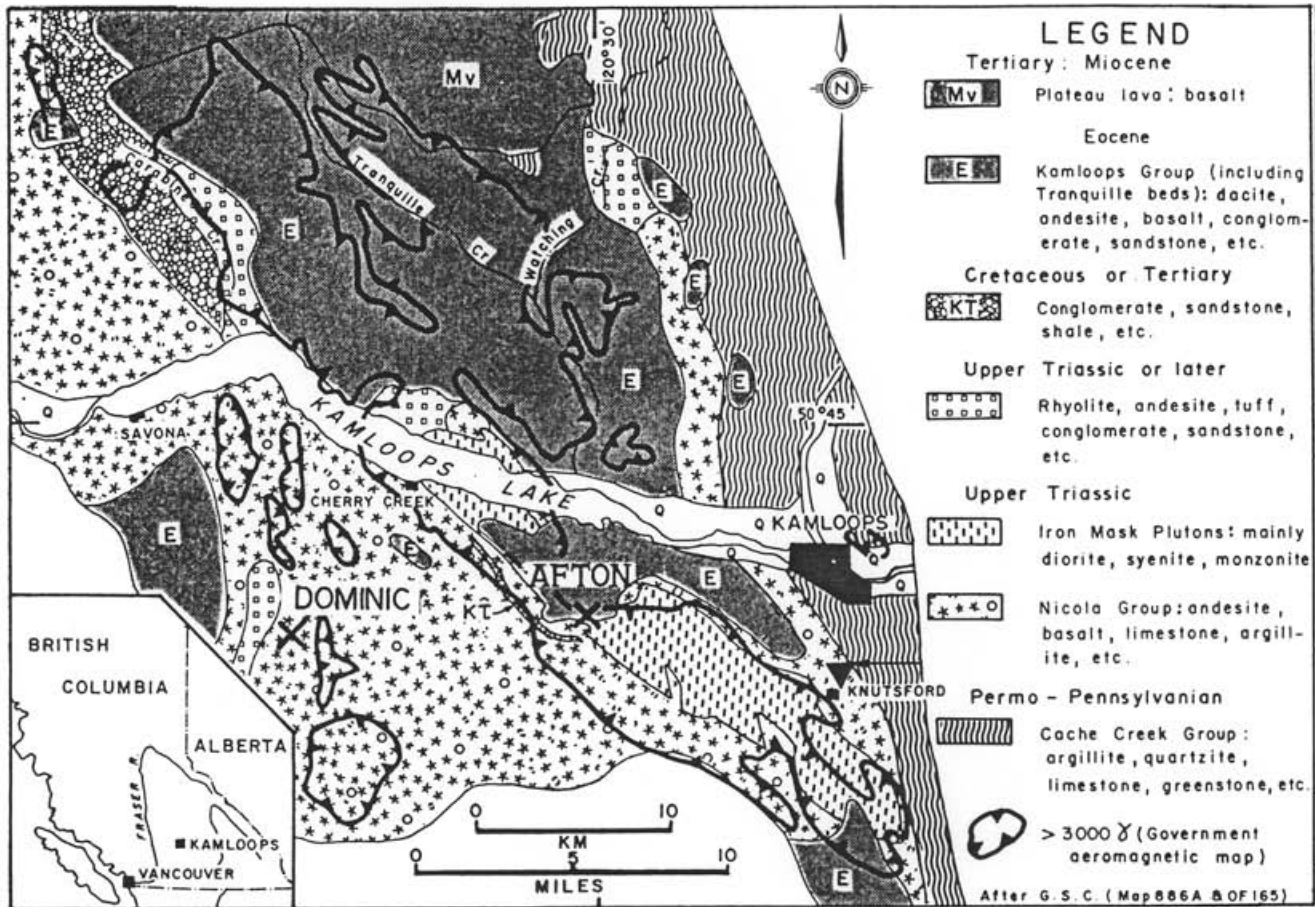 Mv
120° 30'
N
E
Carabine
Cr.
Tranquille
Cr
Watching
Cr.
E
E
E
E
E
E
50° 45'
Q
SAVONA
KAMLOOPS
LAKE
Q
Q
Q
KAMLOOPS
Q
Q
CHERRY CREEK
E
E
E
AFTON
DOMINIC
KT
KNUTSFORD
E
BRITISH
COLUMBIA
ALBERTA
FRASER R.
KAMLOOPS
VANCOUVER
0 10
KM
0 5 10
MILES
LEGEND
Tertiary: Miocene
Mv Plateau lava: basalt
Eocene
E Kamloops Group (including
Tranquille beds): dacite,
andesite, basalt, conglom-
erate, sandstone, etc.
Cretaceous or Tertiary
KT Conglomerate, sandstone,
shale, etc.
Upper Triassic or later
Rhyolite, andesite, tuff,
conglomerate, sandstone,
etc.
Upper Triassic
Iron Mask Plutons: mainly
diorite, syenite, monzonite
Nicola Group: andesite,
basalt, limestone, argill-
ite, etc.
Permo - Pennsylvanian
Cache Creek Group:
argillite, quartzite,
limestone, greenstone, etc.
> 3000 γ (Government
aeromagnetic map)
After G.S.C. (Map 886A & OF 165)